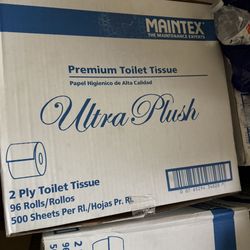 MAINTEX
THE MAINTENANCE EXPERTS
Premium Toilet Tissue
Papel Higienico de Alta Calidad
Ultra Plush
2 Ply Toilet Tissue
96 Rolls/Rollos
500 Sheets Per Rl./Hojas Pr. Rl.